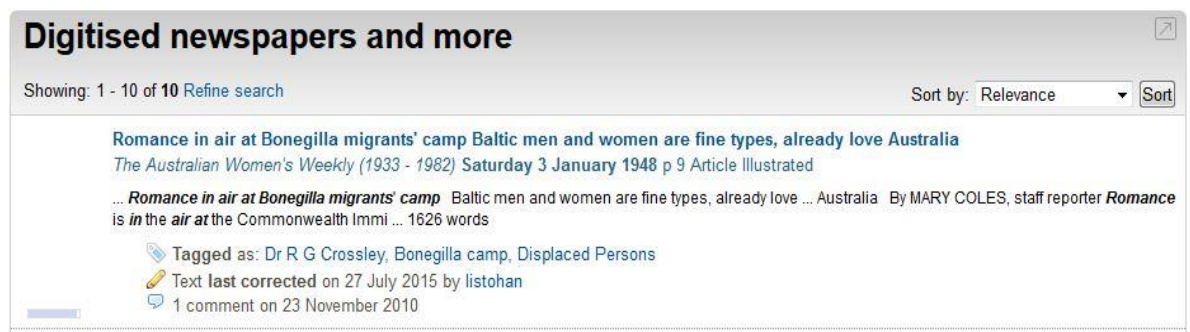 Digitised newspapers and more
Showing: 1 - 10 of 10 Refine search
Sort by: Relevance Sort
Romance in air at Bonegilla migrants' camp Baltic men and women are fine types, already love Australia
The Australian Women's Weekly (1933 - 1982) Saturday 3 January 1948 p 9 Article Illustrated
... Romance in air at Bonegilla migrants' camp Baltic men and women are fine types, already love ... Australia By MARY COLES, staff reporter Romance
is in the air at the Commonwealth Immi ... 1626 words
Tagged as: Dr R G Crossley, Bonegilla camp, Displaced Persons
Text last corrected on 27 July 2015 by listohan
1 comment on 23 November 2010